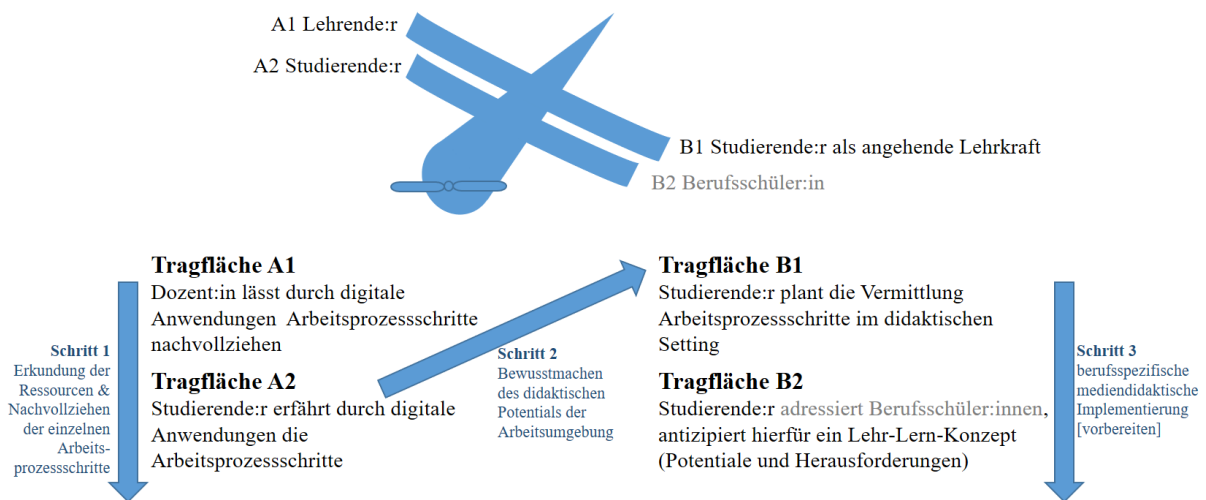 A1 Lehrende:r
A2 Studierende:r
B1 Studierende:r als angehende Lehrkraft
B2 Berufsschüler:in
Schritt 1
Erkundung der
Ressourcen &
Nachvollziehen
der einzelnen
Arbeits-
prozessschritte
Tragfläche A1
Dozent:in lässt durch digitale
Anwendungen Arbeitsprozessschritte
nachvollziehen
Tragfläche A2
Studierende:r erfährt durch digitale
Anwendungen die
Arbeitsprozessschritte
Schritt 2
Bewusstmachen
des didaktischen
Potentials der
Arbeitsumgebung
Tragfläche B1
Studierende:r plant die Vermittlung
Arbeitsprozessschritte im didaktischen
Setting
Tragfläche B2
Studierende:r adressiert Berufsschüler:innen,
antizipiert hierfür ein Lehr-Lern-Konzept
(Potentiale und Herausforderungen)
Schritt 3
berufsspezifische
mediendidaktische
Implementierung
[vorbereiten]